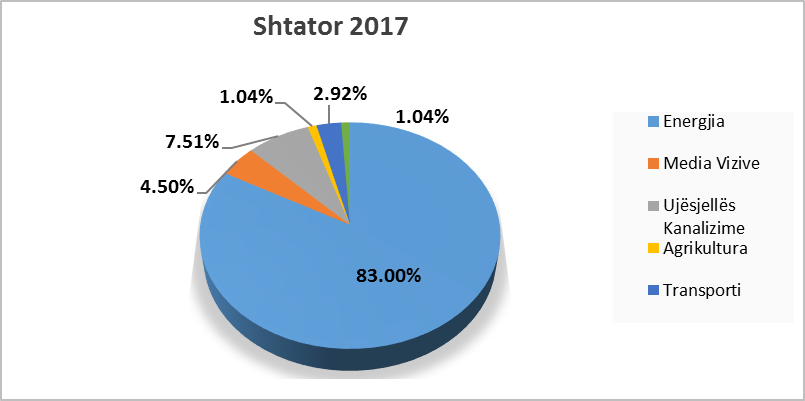 Shtator 2017
1.04%
2.92%
1.04%
7.51%
4.50%
83.00%
Energjia
Media Vizive
Ujësjellës
Kanalizime
Agrikultura
Transporti